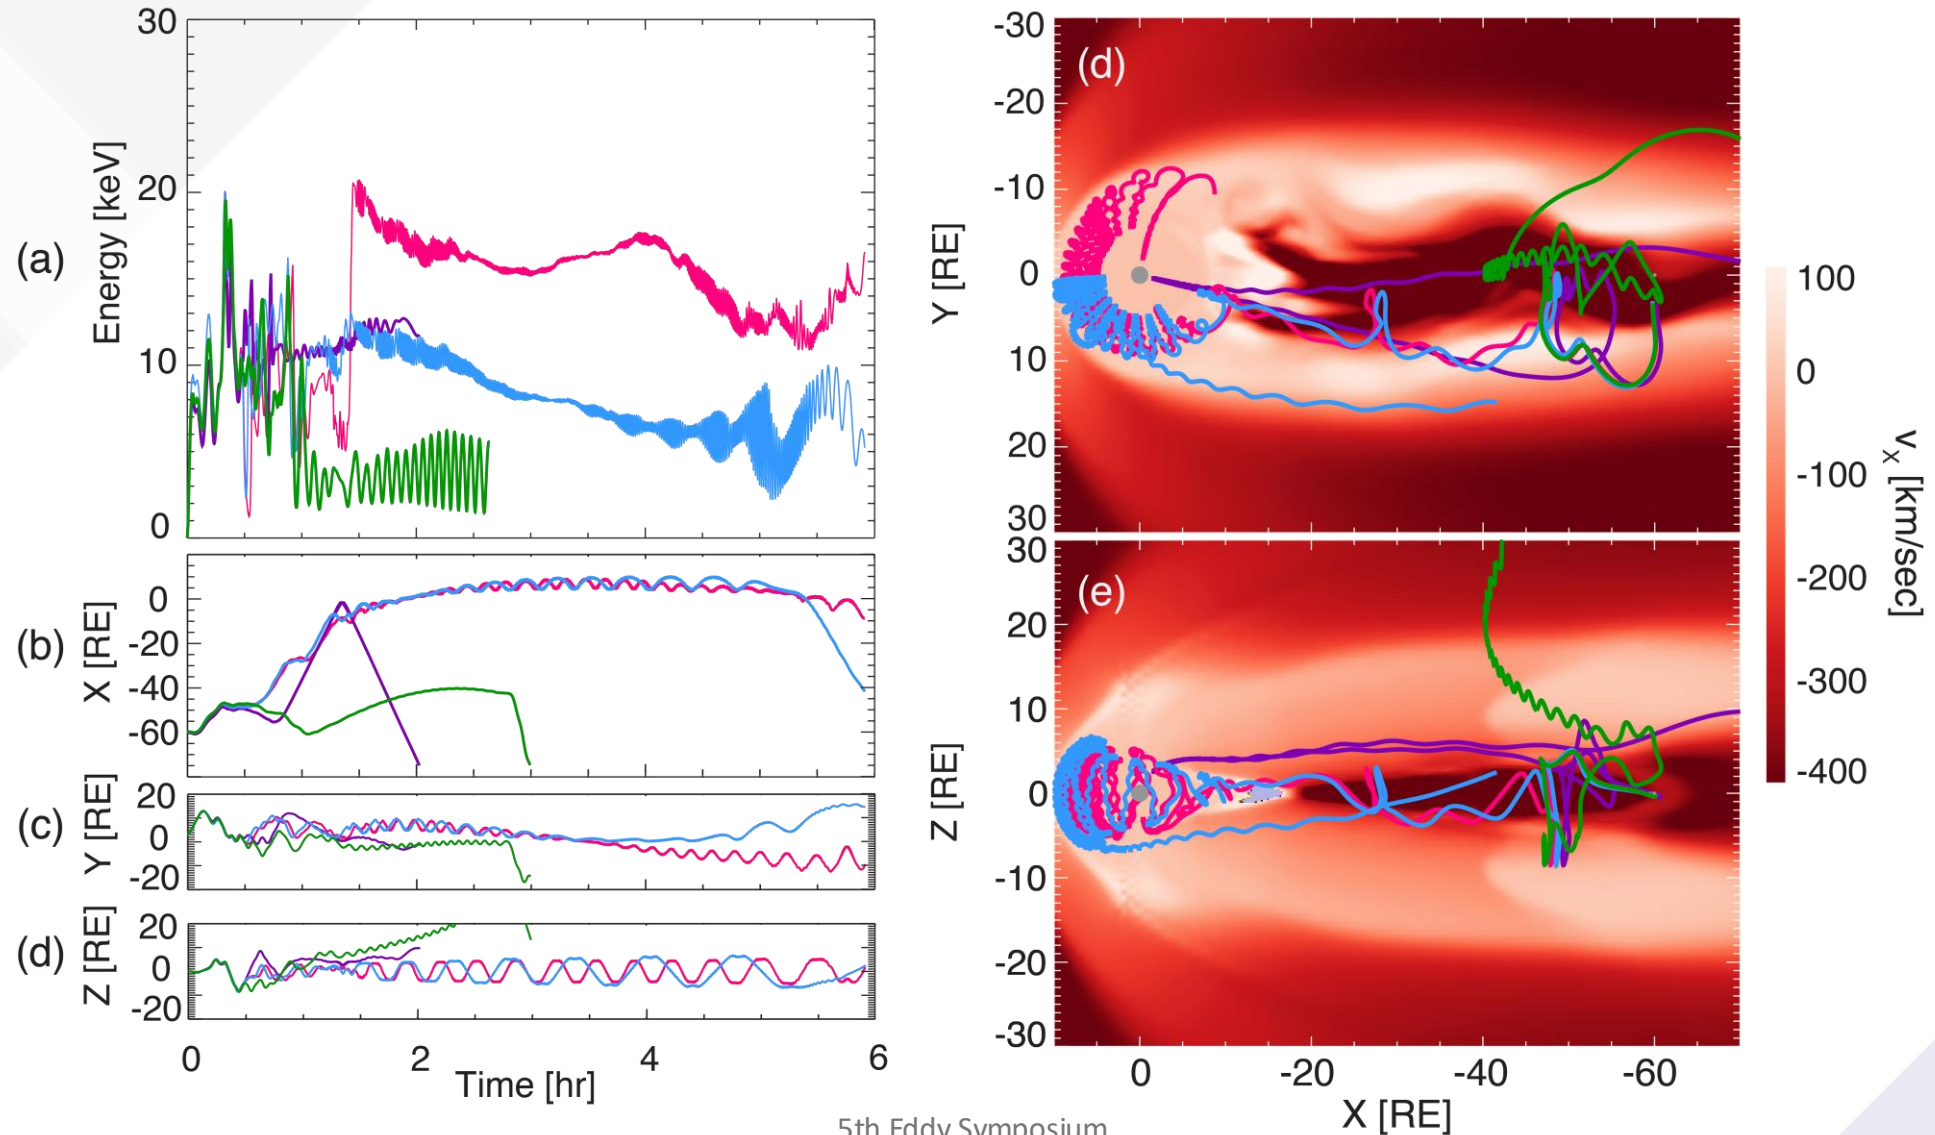 (a)
Energy [keV]
30
20
10
0
(b)
X [RE]
0
-20
-40
-60
(c)
Y [RE]
20
0
-20
(d)
Z [RE]
20
0
-20
0
2
4
6
Time [hr]
(d)
Y [RE]
-30
-20
-10
0
10
20
30
(e)
Z [RE]
30
20
10
0
-10
-20
-30
0
-20
-40
-60
X [RE]
100
0
-100
-200
-300
-400
vx [km/sec]
5th Eddy Symposium